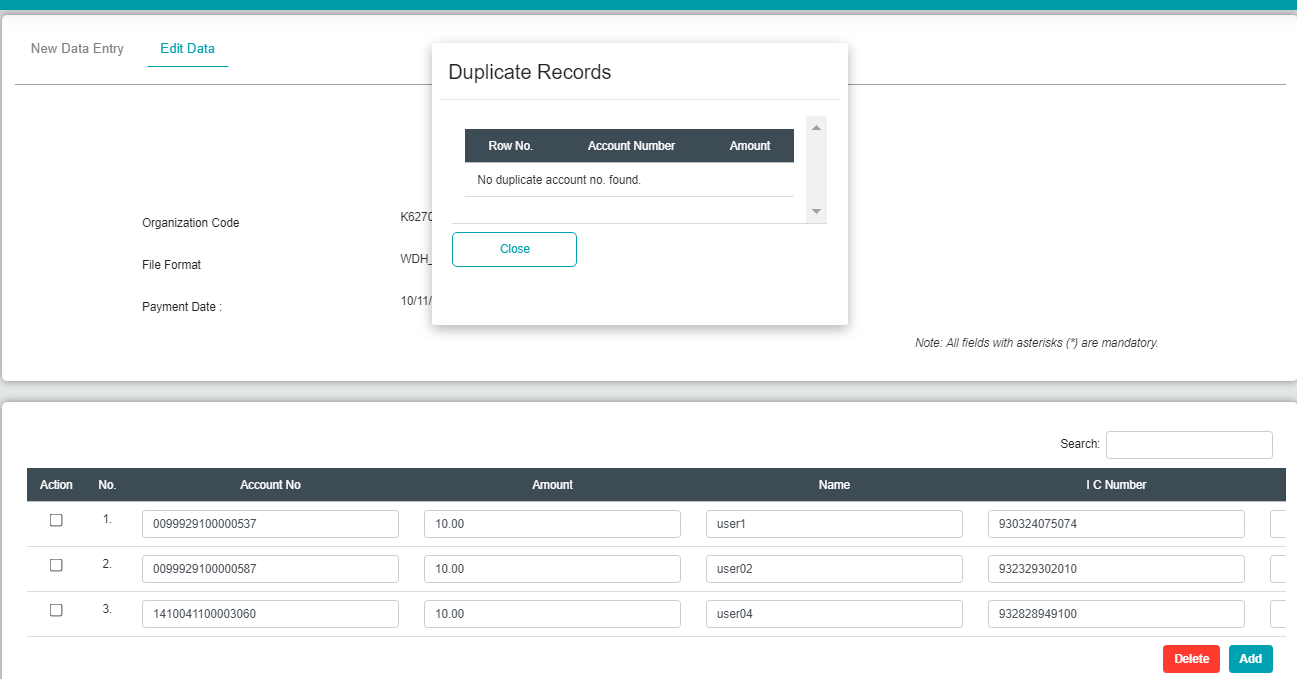 New Data Entry Edit Data
Duplicate Records
Row No. Account Number Amount
No duplicate account no. found.
Close
Organization Code K6270
File Format WDH_
Payment Date : 10/11/
Note: All fields with asterisks (*) are mandatory.
Search:
Action No. Account No Amount Name I C Number
1. 0099929100000537 10.00 user1 930324075074
2. 0099929100000587 10.00 user02 932329302010
3. 1410041100003060 10.00 user04 932828949100
Delete Add